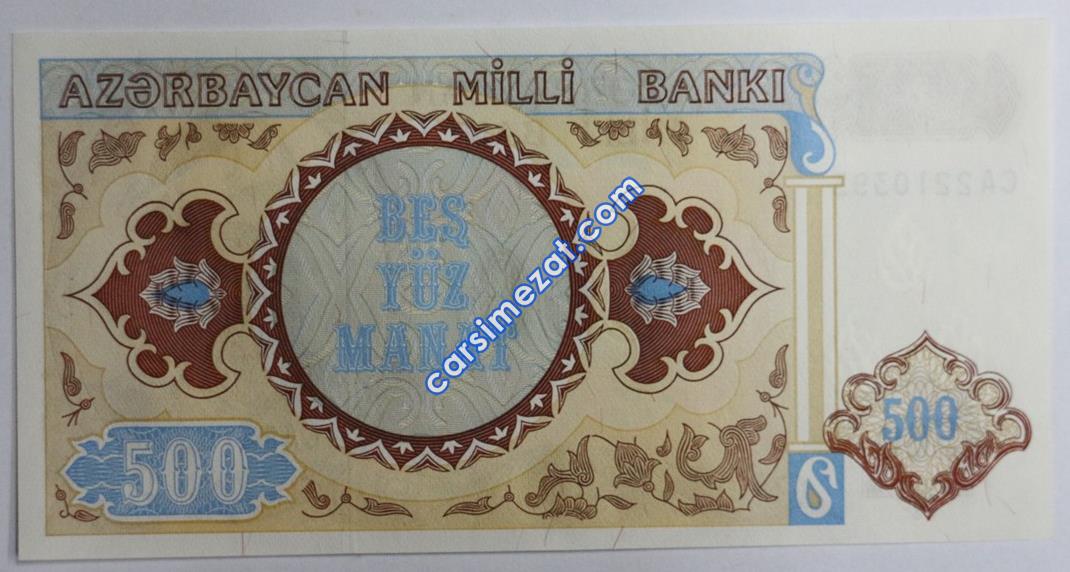 AZƏRBAYCAN MİLLİ BANKI
BEŞ
YÜZ
MANAT
carsimezat.com
500
500